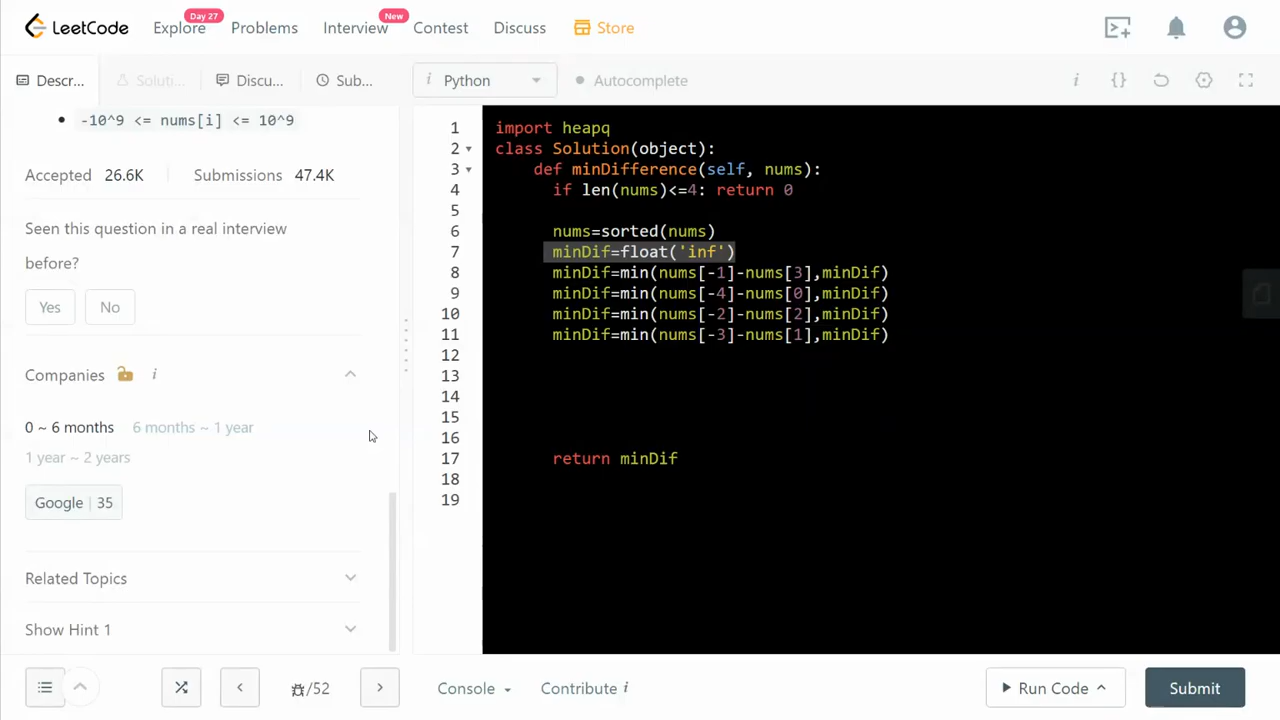 LeetCode
Explore
Day 27
Problems
Interview
New
Contest
Discuss
Store
Descr...
Soluti...
Discu...
Sub...
i
Python
Autocomplete
i
{}
-10^9 <= nums[i] <= 10^9
Accepted 26.6K
Submissions 47.4K
Seen this question in a real interview
before?
Yes
No
Companies
i
0 ~ 6 months
6 months ~ 1 year
1 year ~ 2 years
Google | 35
Related Topics
Show Hint 1
1 import heapq
2 class Solution(object):
3 def minDifference(self, nums):
4 if len(nums)<=4: return 0
5
6 nums=sorted(nums)
7 minDif=float('inf')
8 minDif=min(nums[-1]-nums[3],minDif)
9 minDif=min(nums[-4]-nums[0],minDif)
10 minDif=min(nums[-2]-nums[2],minDif)
11 minDif=min(nums[-3]-nums[1],minDif)
12
13
14
15
16
17 return minDif
18
19
/52
Console
Contribute i
Run Code
Submit